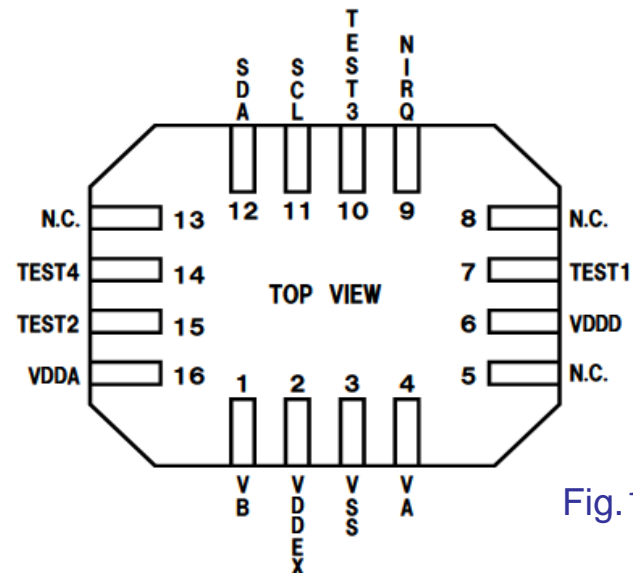 SDA
SCL
TEST3
NIRQ
12 11 10 9
N.C. 13
8 N.C.
TEST4 14
7 TEST1
TOP VIEW
TEST2 15
6 VDDD
VDDA 16
5 N.C.
1 2 3 4
VB
VDDEX
VSS
VA
Fig.